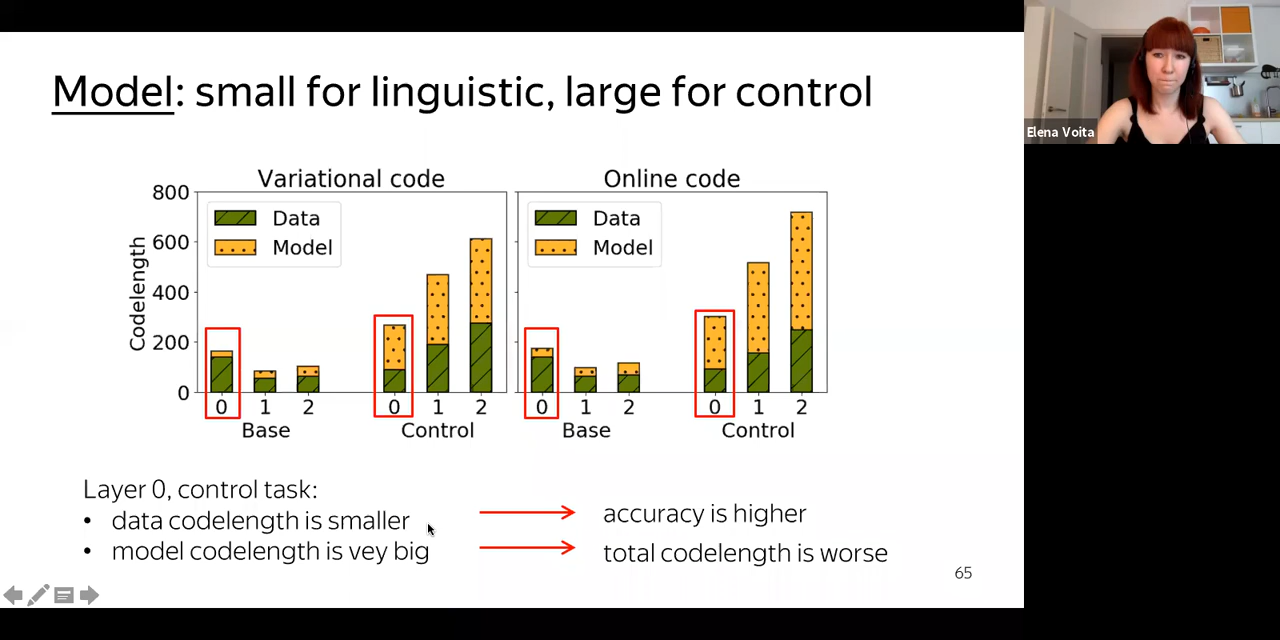 Model: small for linguistic, large for control
Elena Voita
Variational code
Online code
800
600
400
200
0
Codelength
Data
Model
Data
Model
0 1 2 0 1 2
Base Control
0 1 2 0 1 2
Base Control
Layer 0, control task:
• data codelength is smaller
accuracy is higher
• model codelength is vey big
total codelength is worse
65